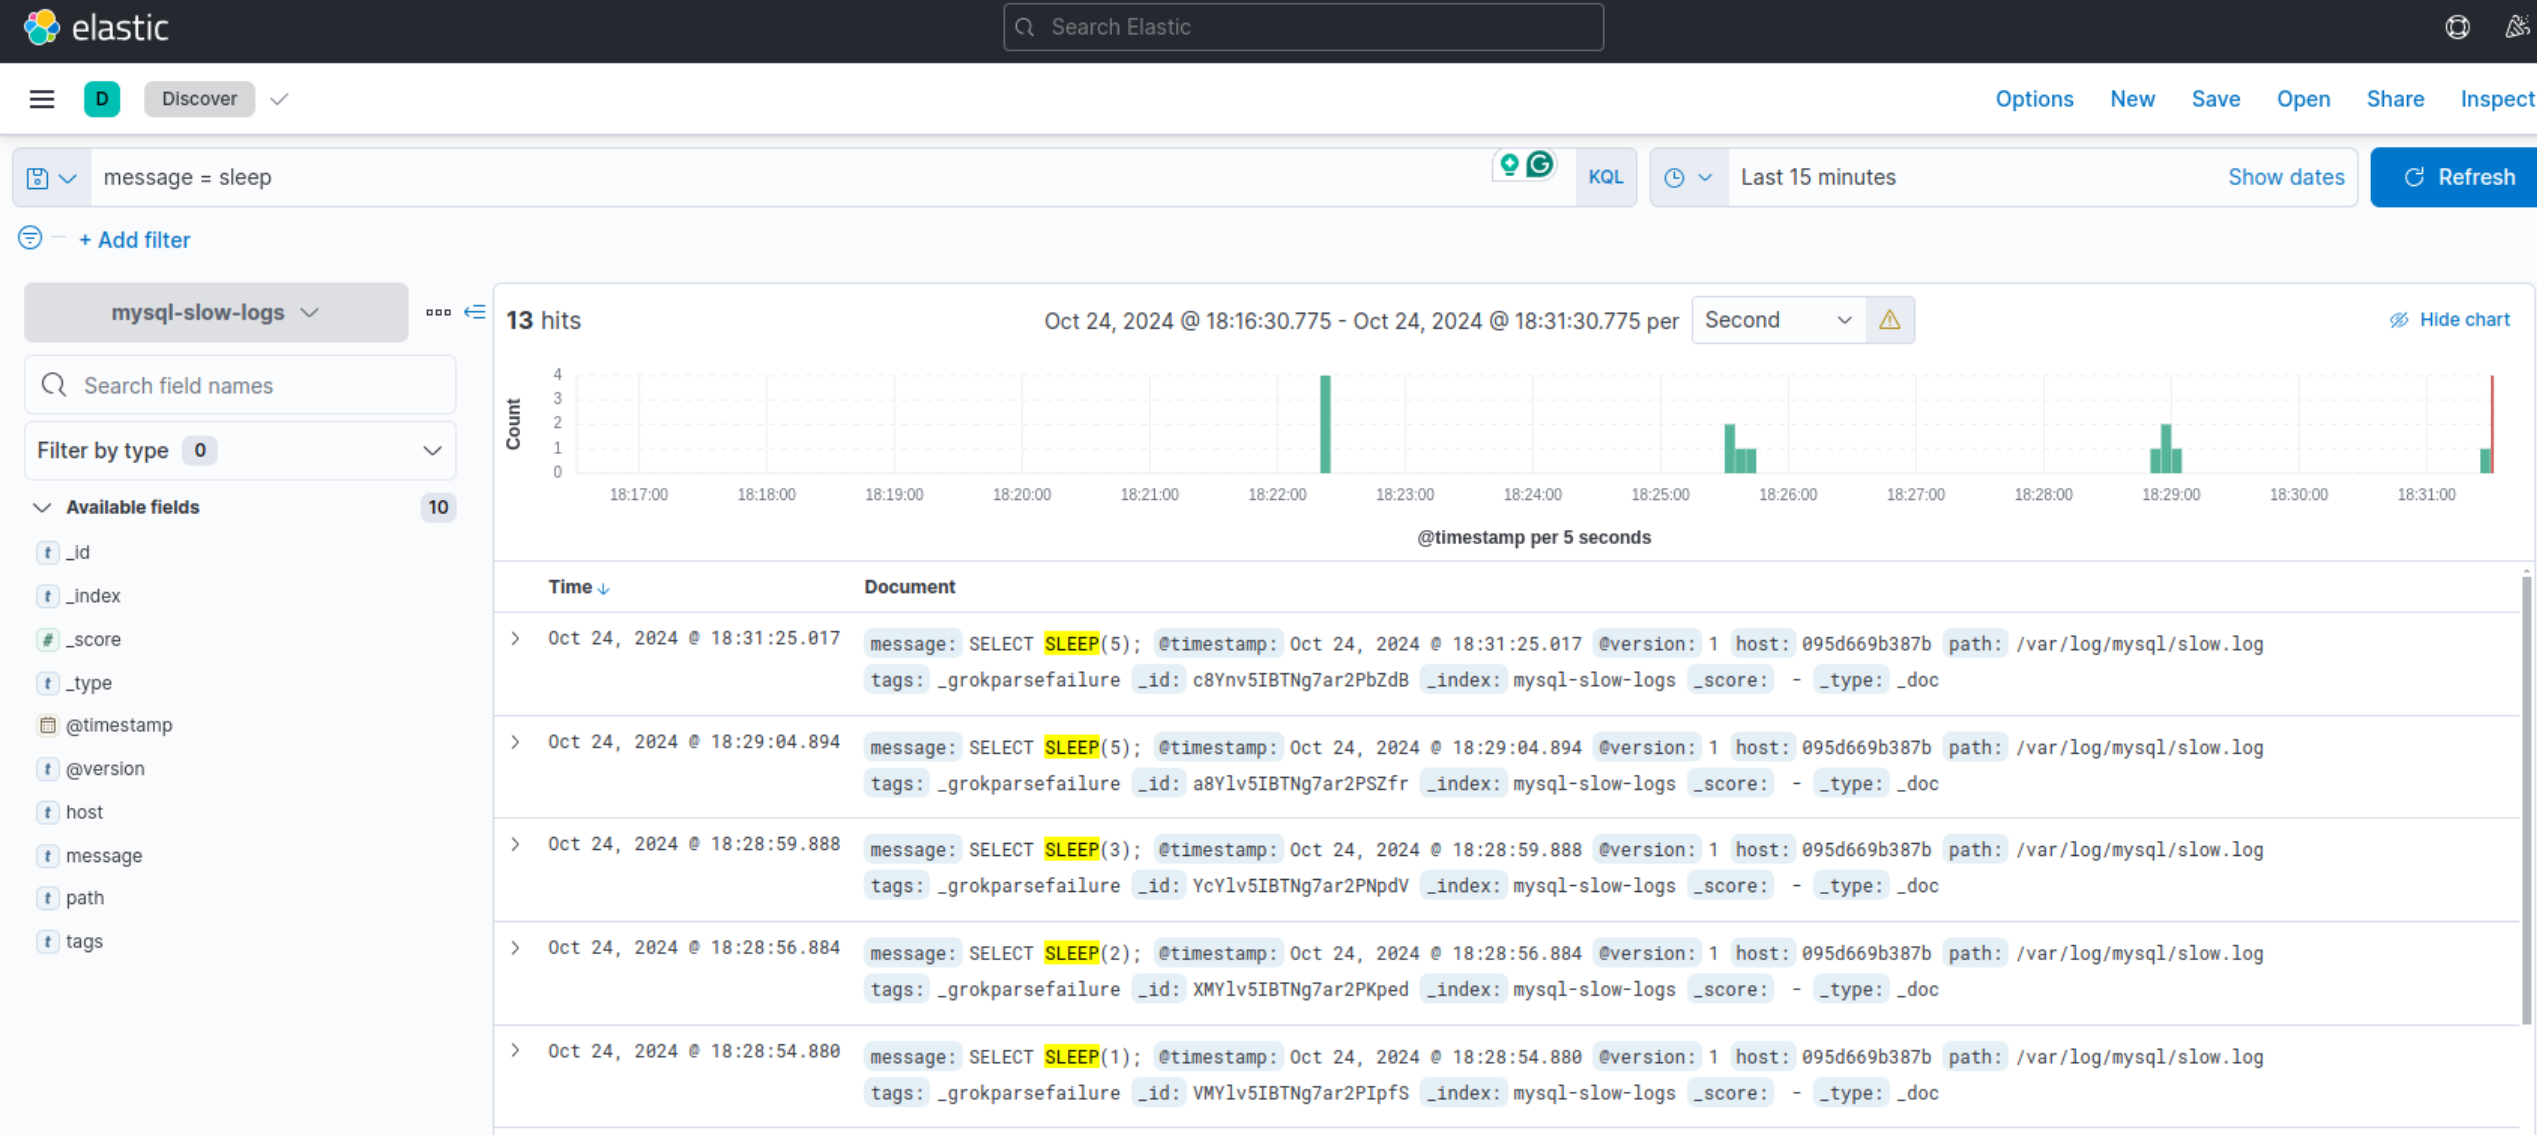 elastic
Search Elastic
D
Discover
Options
New
Save
Open
Share
Inspect
message = sleep
KQL
Last 15 minutes
Show dates
Refresh
+ Add filter
mysql-slow-logs
Search field names
Filter by type 0
Available fields 10
t _id
t _index
# _score
t _type
@timestamp
t @version
t host
t message
t path
t tags
13 hits
Oct 24, 2024 @ 18:16:30.775 - Oct 24, 2024 @ 18:31:30.775 per
Second
Hide chart
Count
4
3
2
1
0
18:17:00 18:18:00 18:19:00 18:20:00 18:21:00 18:22:00 18:23:00 18:24:00 18:25:00 18:26:00 18:27:00 18:28:00 18:29:00 18:30:00 18:31:00
@timestamp per 5 seconds
Time Document
Oct 24, 2024 @ 18:31:25.017 message: SELECT SLEEP(5); @timestamp: Oct 24, 2024 @ 18:31:25.017 @version: 1 host: 095d669b387b path: /var/log/mysql/slow.log
tags: _grokparsefailure _id: c8Ynv5IBTNg7ar2PbZdB _index: mysql-slow-logs _score: - _type: _doc
Oct 24, 2024 @ 18:29:04.894 message: SELECT SLEEP(5); @timestamp: Oct 24, 2024 @ 18:29:04.894 @version: 1 host: 095d669b387b path: /var/log/mysql/slow.log
tags: _grokparsefailure _id: a8Ylv5IBTNg7ar2PSZfr _index: mysql-slow-logs _score: - _type: _doc
Oct 24, 2024 @ 18:28:59.888 message: SELECT SLEEP(3); @timestamp: Oct 24, 2024 @ 18:28:59.888 @version: 1 host: 095d669b387b path: /var/log/mysql/slow.log
tags: _grokparsefailure _id: YcYlv5IBTNg7ar2PNpdV _index: mysql-slow-logs _score: - _type: _doc
Oct 24, 2024 @ 18:28:56.884 message: SELECT SLEEP(2); @timestamp: Oct 24, 2024 @ 18:28:56.884 @version: 1 host: 095d669b387b path: /var/log/mysql/slow.log
tags: _grokparsefailure _id: XMYlv5IBTNg7ar2PKped _index: mysql-slow-logs _score: - _type: _doc
Oct 24, 2024 @ 18:28:54.880 message: SELECT SLEEP(1); @timestamp: Oct 24, 2024 @ 18:28:54.880 @version: 1 host: 095d669b387b path: /var/log/mysql/slow.log
tags: _grokparsefailure _id: VMYlv5IBTNg7ar2PIpfS _index: mysql-slow-logs _score: - _type: _doc